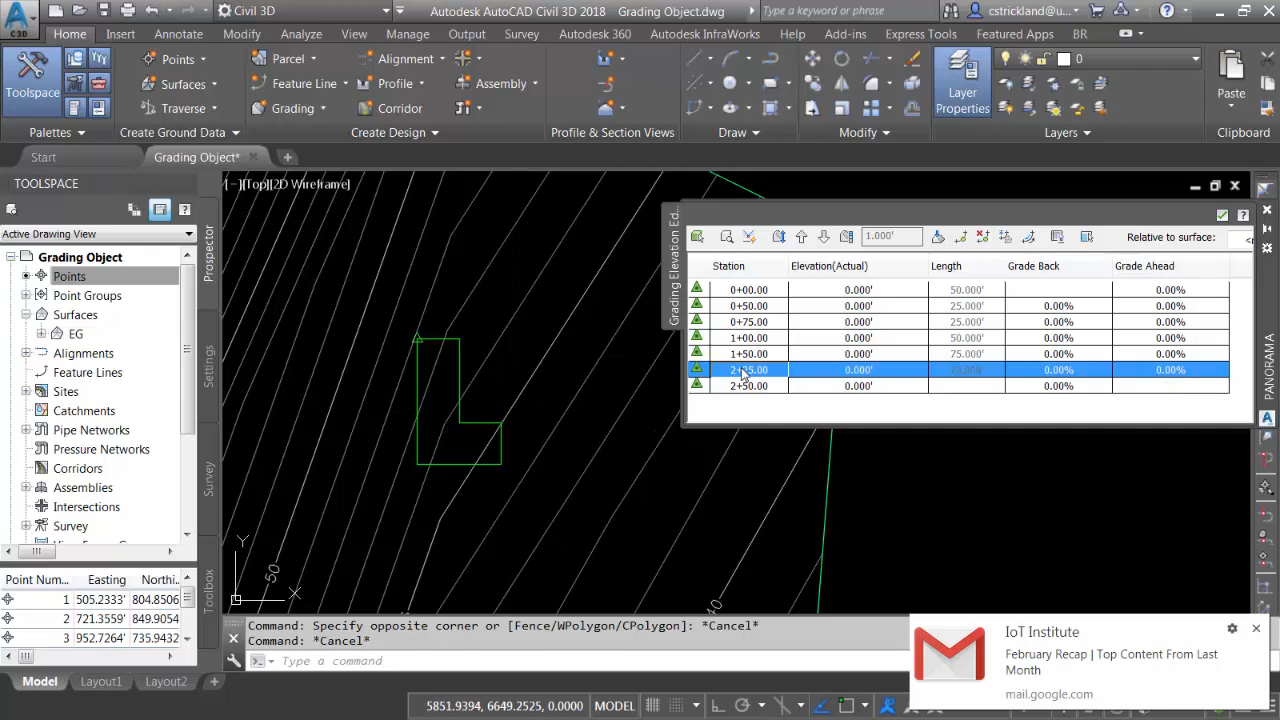 C3D
Civil 3D
Autodesk AutoCAD Civil 3D 2018 Grading Object.dwg
Type a keyword or phrase
cstrickland@u...
Home Insert Annotate Modify Analyze View Manage Output Survey Autodesk 360 Autodesk InfraWorks Help Add-ins Express Tools Featured Apps BR
Toolspace
Points
Surfaces
Traverse
Parcel
Feature Line
Grading
Alignment
Profile
Corridor
Assembly
Layer
Properties
0
Paste
Palettes Create Ground Data Create Design Profile & Section Views Draw Modify Layers Clipboard
Start Grading Object*
TOOLSPACE
Active Drawing View
Grading Object
Points
Point Groups
Surfaces
EG
Alignments
Feature Lines
Sites
Catchments
Pipe Networks
Pressure Networks
Corridors
Assemblies
Intersections
Survey
Prospector
Settings
Survey
Toolbox
Point Num... Easting Northi
1 505.2333' 804.8506
2 721.3559' 849.9054
3 952.7264' 735.9432
[−][Top][2D Wireframe]
Y
X
50
40
Grading Elevation Ed...
1.000'
Relative to surface:
Station Elevation(Actual) Length Grade Back Grade Ahead
0+00.00 0.000' 50.000' 0.00%
0+50.00 0.000' 25.000' 0.00% 0.00%
0+75.00 0.000' 25.000' 0.00% 0.00%
1+00.00 0.000' 50.000' 0.00% 0.00%
1+50.00 0.000' 75.000' 0.00% 0.00%
2+25.00 0.000' 0.00% 0.00%
2+50.00 0.000' 0.00%
Command: Specify opposite corner or [Fence/WPolygon/CPolygon]: *Cancel*
Command: *Cancel*
Type a command
Model Layout1 Layout2
5851.9394, 6649.2525, 0.0000 MODEL
IoT Institute
February Recap | Top Content From Last
Month
mail.google.com